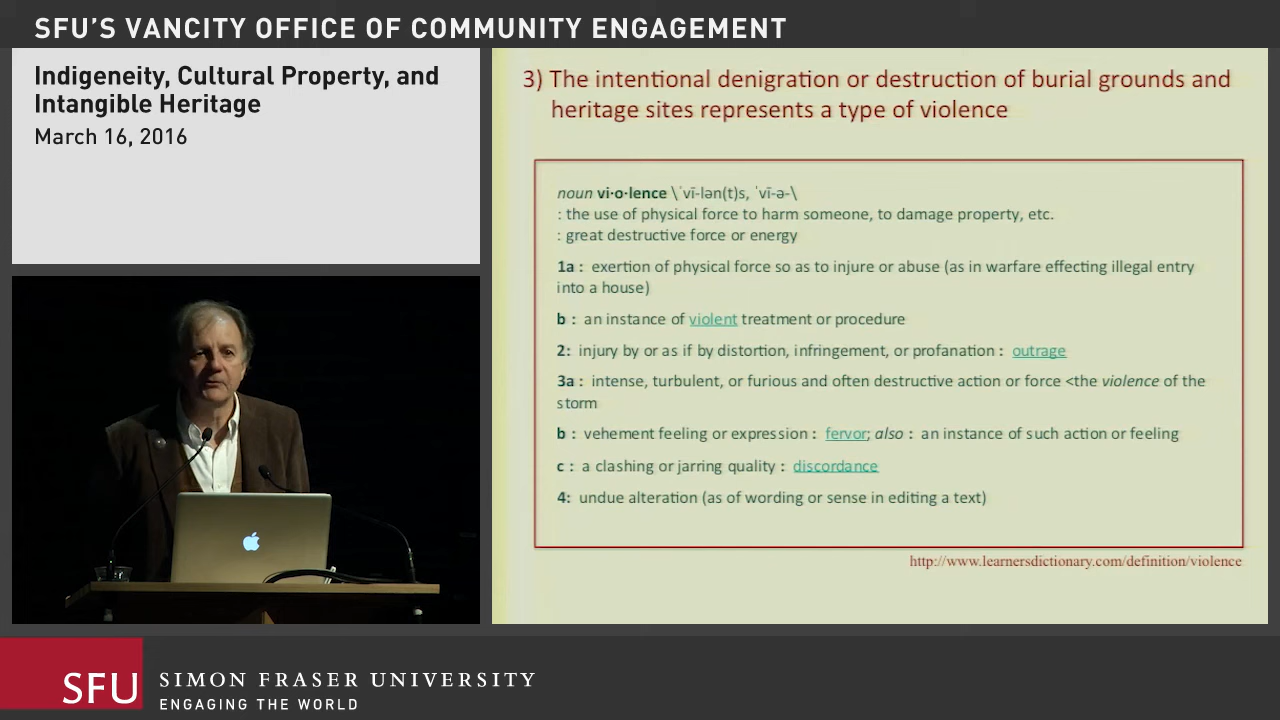 SFU'S VANCITY OFFICE OF COMMUNITY ENGAGEMENT
Indigeneity, Cultural Property, and
Intangible Heritage
March 16, 2016
3) The intentional denigration or destruction of burial grounds and
heritage sites represents a type of violence
noun vi·o·lence \ˈvī-lən(t)s, ˈvī-ə-\
: the use of physical force to harm someone, to damage property, etc.
: great destructive force or energy
1a : exertion of physical force so as to injure or abuse (as in warfare effecting illegal entry
into a house)
b : an instance of violent treatment or procedure
2: injury by or as if by distortion, infringement, or profanation : outrage
3a : intense, turbulent, or furious and often destructive action or force <the violence of the
storm
b : vehement feeling or expression : fervor; also : an instance of such action or feeling
c : a clashing or jarring quality : discordance
4: undue alteration (as of wording or sense in editing a text)
http://www.learnersdictionary.com/definition/violence
SFU SIMON FRASER UNIVERSITY
ENGAGING THE WORLD